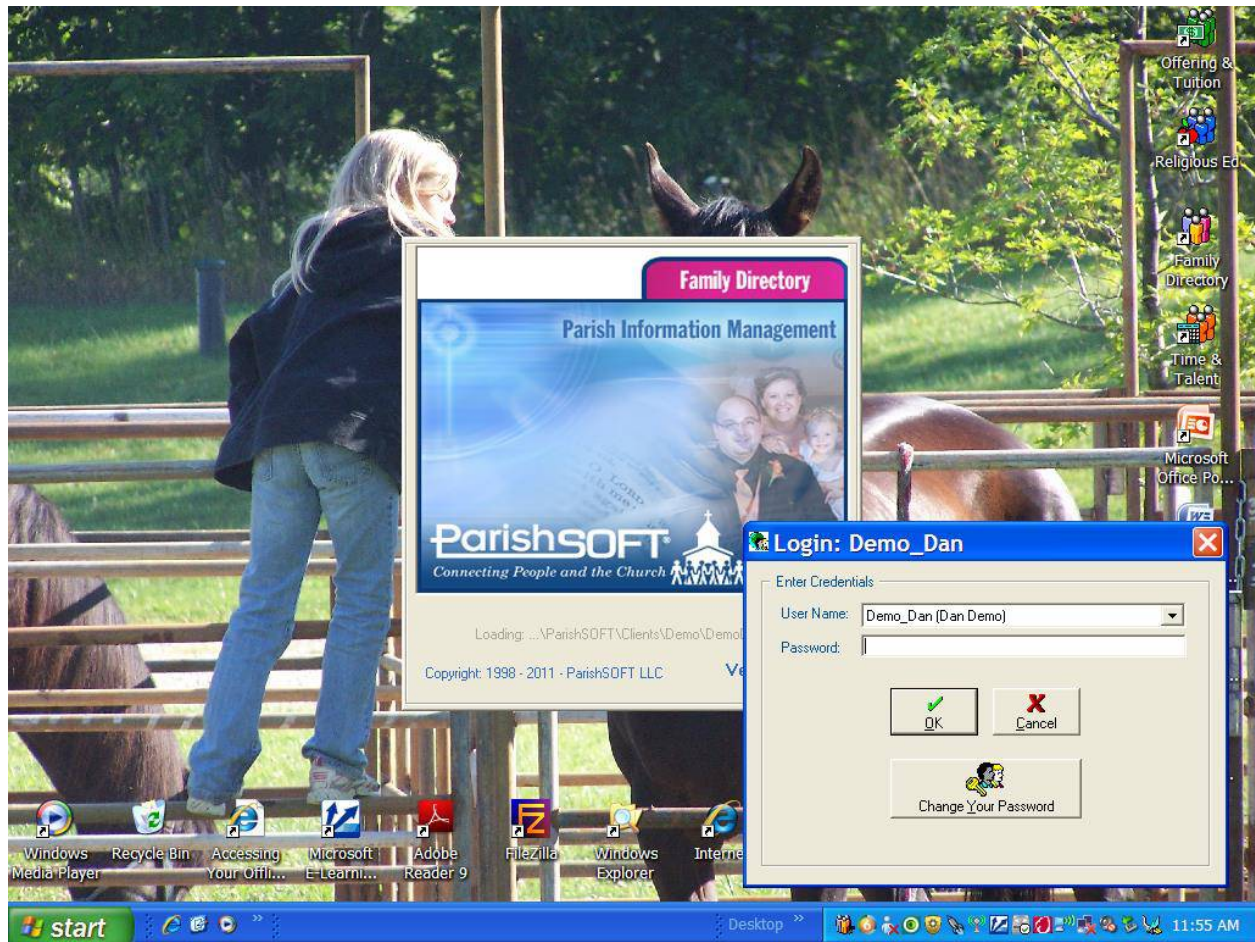 Offering &
Tuition
Religious Ed
Family
Directory
Time &
Talent
Microsoft
Office Po...
Family Directory
Parish Information Management
O LORD
ParishSOFT®
Connecting People and the Church
Loading: ...\ParishSOFT\Clients\Demo\Demo
Copyright: 1998 - 2011 - ParishSOFT LLC
Login: Demo_Dan
Enter Credentials
User Name:
Demo_Dan (Dan Demo)
Password:
OK
Cancel
Change Your Password
Windows
Media Player
Recycle Bin
Accessing
Your Offli...
Microsoft
E-Learni...
Adobe
Reader 9
FileZilla
Windows
Explorer
Interne
start
Desktop
11:55 AM